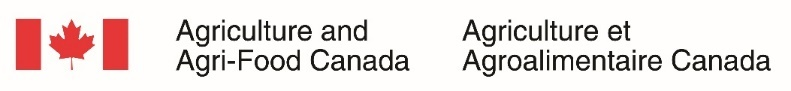 Agriculture and
Agri-Food Canada
Agriculture et
Agroalimentaire Canada